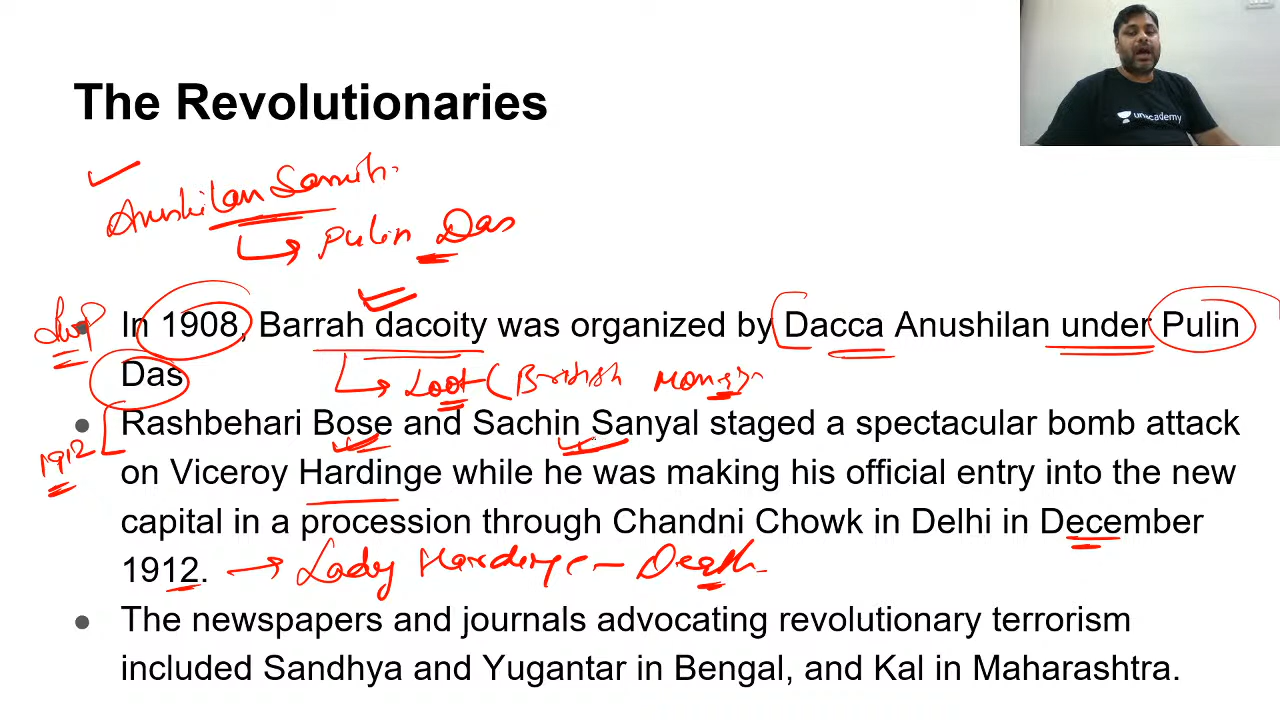 unacademy
The Revolutionaries
Anushilan Samiti
Pulin Das
Imp
In 1908, Barrah dacoity was organized by Dacca Anushilan under Pulin
Das
Loot (British Money)
Rashbehari Bose and Sachin Sanyal staged a spectacular bomb attack
1912
on Viceroy Hardinge while he was making his official entry into the new
capital in a procession through Chandni Chowk in Delhi in December
1912.
Lady Hardinge - Death
The newspapers and journals advocating revolutionary terrorism
included Sandhya and Yugantar in Bengal, and Kal in Maharashtra.